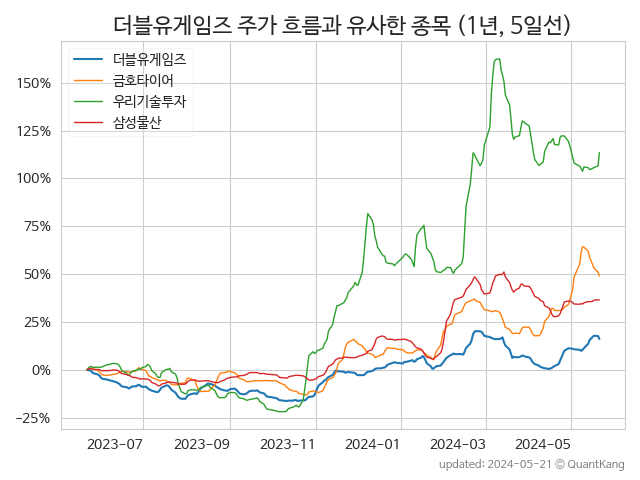 더블유게임즈 주가 흐름과 유사한 종목 (1년, 5일선)
더블유게임즈
금호타이어
우리기술투자
삼성물산
150%
125%
100%
75%
50%
25%
0%
−25%
2023-07
2023-09
2023-11
2024-01
2024-03
2024-05
updated: 2024-05-21 © QuantKang